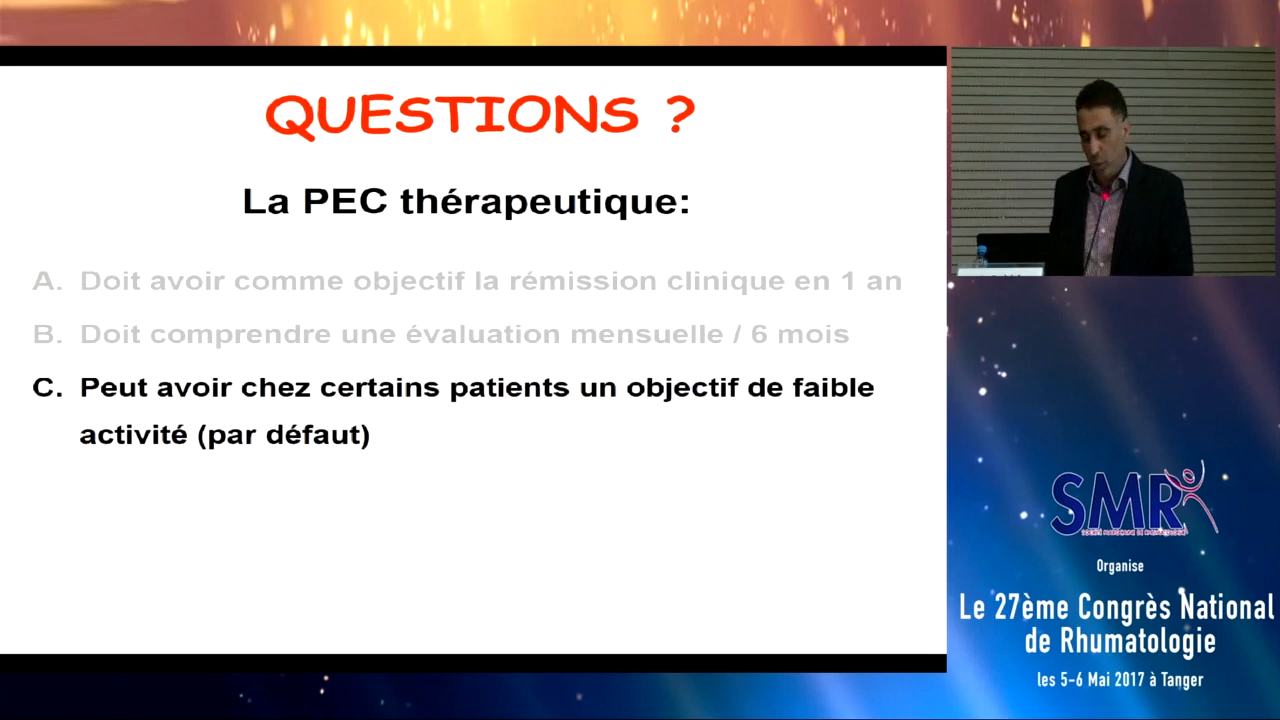 QUESTIONS ?
La PEC thérapeutique:
A. Doit avoir comme objectif la rémission clinique en 1 an
B. Doit comprendre une évaluation mensuelle / 6 mois
C. Peut avoir chez certains patients un objectif de faible
activité (par défaut)
SMR
Organise
Le 27ème Congrès National
de Rhumatologie
les 5-6 Mai 2017 à Tanger